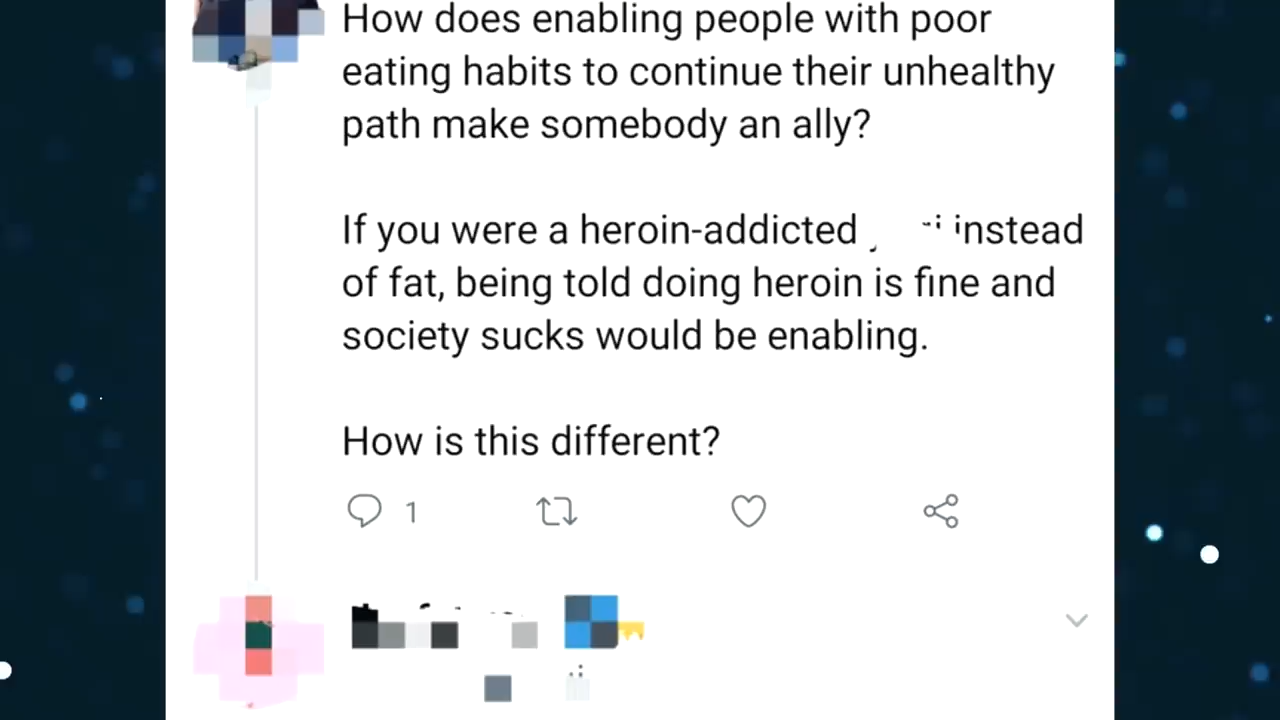 How does enabling people with poor
eating habits to continue their unhealthy
path make somebody an ally?
If you were a heroin-addicted instead
of fat, being told doing heroin is fine and
society sucks would be enabling.
How is this different?
1